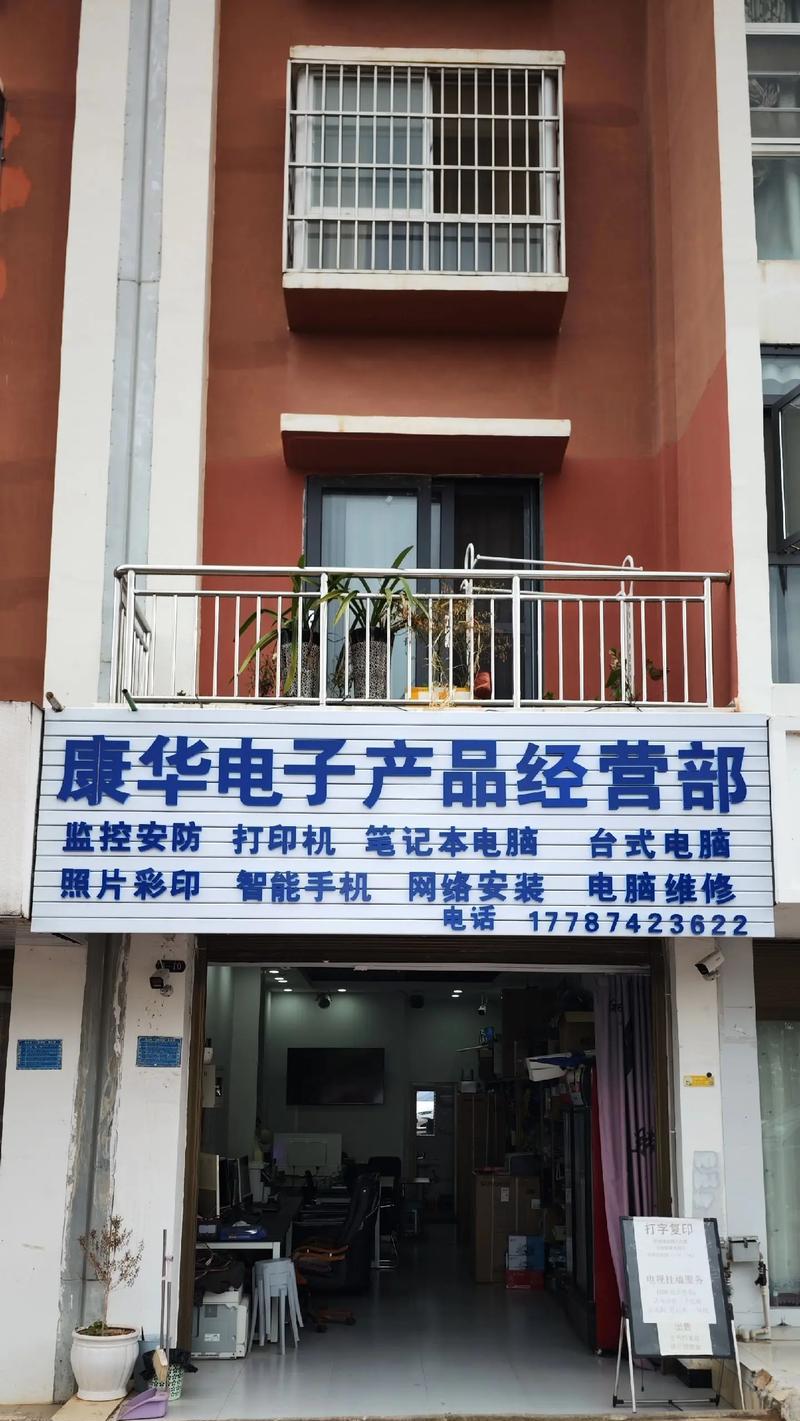 康华电子产品经营部
监控安防 打印机 笔记本电脑 台式电脑
照片彩印 智能手机 网络安装 电脑维修
电话 17787423622
打字复印
电视挂墙服务
出售